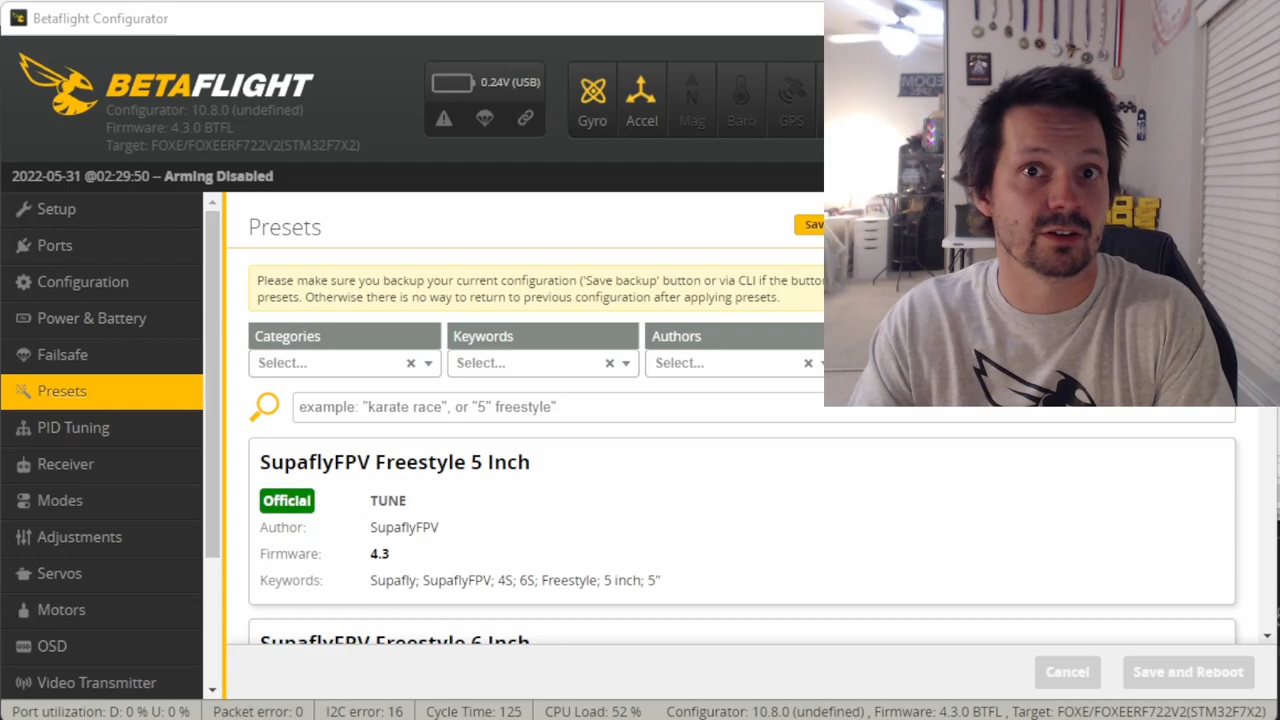 Betaflight Configurator
BETAFLIGHT
Configurator: 10.8.0 (undefined)
Firmware: 4.3.0 BTFL
Target: FOXE/FOXEERF722V2(STM32F7X2)
0.24V (USB)
Gyro
Accel
Mag
Baro
GPS
2022-05-31 @02:29:50 -- Arming Disabled
Setup
Ports
Configuration
Power & Battery
Failsafe
Presets
PID Tuning
Receiver
Modes
Adjustments
Servos
Motors
OSD
Video Transmitter
Presets
Sav
Please make sure you backup your current configuration ('Save backup' button or via CLI if the button
presets. Otherwise there is no way to return to previous configuration after applying presets.
Categories
Keywords
Authors
Select...
Select...
Select...
example: "karate race", or "5" freestyle"
SupaflyFPV Freestyle 5 Inch
Official
TUNE
Author:
SupaflyFPV
Firmware:
4.3
Keywords:
Supafly; SupaflyFPV; 4S; 6S; Freestyle; 5 inch; 5"
SupaflyFPV Freestyle 6 Inch
Cancel
Save and Reboot
Port utilization: D: 0 % U: 0 %
Packet error: 0
I2C error: 16
Cycle Time: 125
CPU Load: 52 %
Configurator: 10.8.0 (undefined) , Firmware: 4.3.0 BTFL , Target: FOXE/FOXEERF722V2(STM32F7X2)